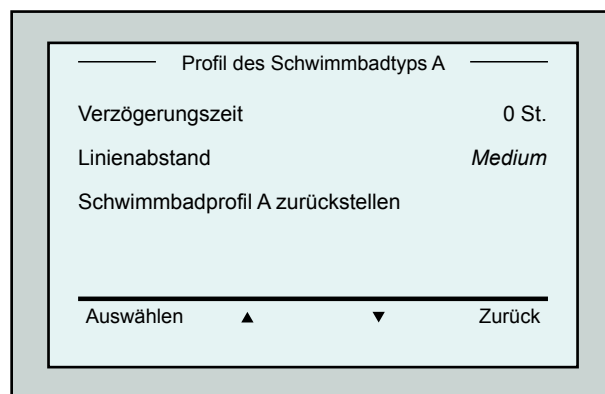 Profil des Schwimmbadtyps A
Verzögerungszeit 0 St.
Linienabstand Medium
Schwimmbadprofil A zurückstellen
Auswählen ▲ ▼ Zurück